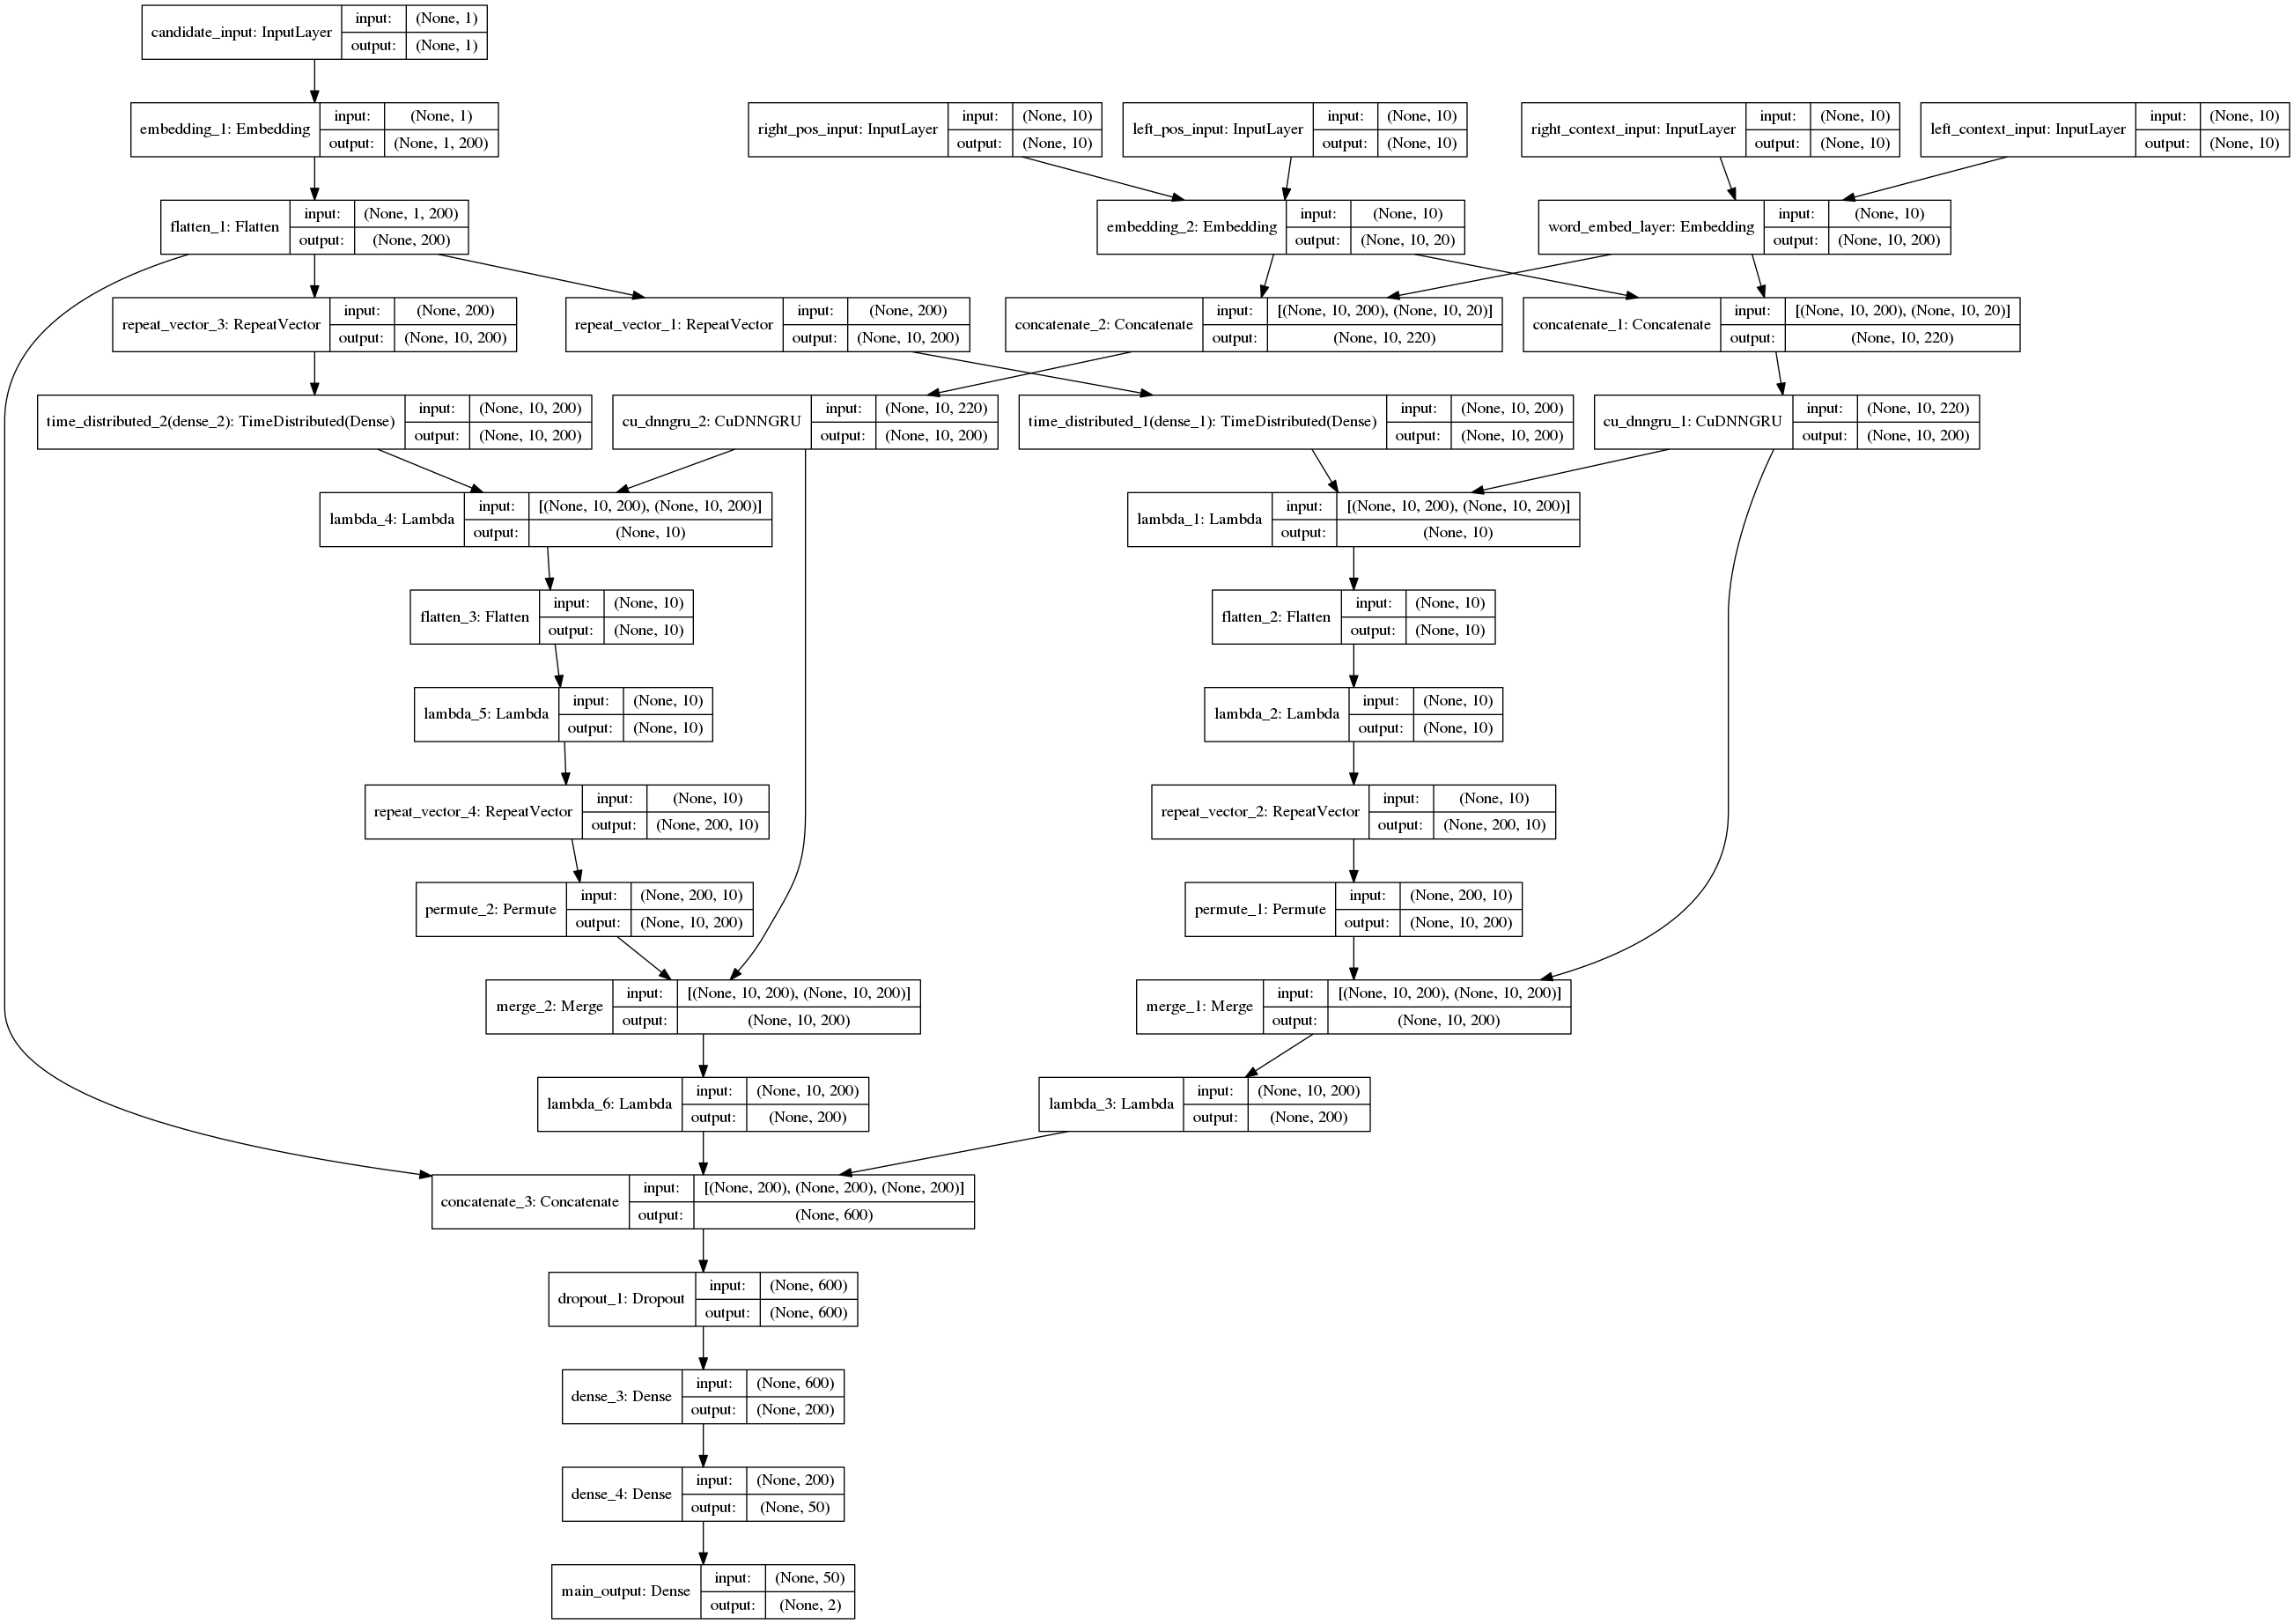 candidate_input: InputLayer
input: (None, 1)
output: (None, 1)
embedding_1: Embedding
input: (None, 1)
output: (None, 1, 200)
right_pos_input: InputLayer
input: (None, 10)
output: (None, 10)
left_pos_input: InputLayer
input: (None, 10)
output: (None, 10)
right_context_input: InputLayer
input: (None, 10)
output: (None, 10)
left_context_input: InputLayer
input: (None, 10)
output: (None, 10)
flatten_1: Flatten
input: (None, 1, 200)
output: (None, 200)
embedding_2: Embedding
input: (None, 10)
output: (None, 10, 20)
word_embed_layer: Embedding
input: (None, 10)
output: (None, 10, 200)
repeat_vector_3: RepeatVector
input: (None, 200)
output: (None, 10, 200)
repeat_vector_1: RepeatVector
input: (None, 200)
output: (None, 10, 200)
concatenate_2: Concatenate
input: [(None, 10, 200), (None, 10, 20)]
output: (None, 10, 220)
concatenate_1: Concatenate
input: [(None, 10, 200), (None, 10, 20)]
output: (None, 10, 220)
time_distributed_2(dense_2): TimeDistributed(Dense)
input: (None, 10, 200)
output: (None, 10, 200)
cu_dnngru_2: CuDNNGRU
input: (None, 10, 220)
output: (None, 10, 200)
time_distributed_1(dense_1): TimeDistributed(Dense)
input: (None, 10, 200)
output: (None, 10, 200)
cu_dnngru_1: CuDNNGRU
input: (None, 10, 220)
output: (None, 10, 200)
lambda_4: Lambda
input: [(None, 10, 200), (None, 10, 200)]
output: (None, 10)
lambda_1: Lambda
input: [(None, 10, 200), (None, 10, 200)]
output: (None, 10)
flatten_3: Flatten
input: (None, 10)
output: (None, 10)
flatten_2: Flatten
input: (None, 10)
output: (None, 10)
lambda_5: Lambda
input: (None, 10)
output: (None, 10)
lambda_2: Lambda
input: (None, 10)
output: (None, 10)
repeat_vector_4: RepeatVector
input: (None, 10)
output: (None, 200, 10)
repeat_vector_2: RepeatVector
input: (None, 10)
output: (None, 200, 10)
permute_2: Permute
input: (None, 200, 10)
output: (None, 10, 200)
permute_1: Permute
input: (None, 200, 10)
output: (None, 10, 200)
merge_2: Merge
input: [(None, 10, 200), (None, 10, 200)]
output: (None, 10, 200)
merge_1: Merge
input: [(None, 10, 200), (None, 10, 200)]
output: (None, 10, 200)
lambda_6: Lambda
input: (None, 10, 200)
output: (None, 200)
lambda_3: Lambda
input: (None, 10, 200)
output: (None, 200)
concatenate_3: Concatenate
input: [(None, 200), (None, 200), (None, 200)]
output: (None, 600)
dropout_1: Dropout
input: (None, 600)
output: (None, 600)
dense_3: Dense
input: (None, 600)
output: (None, 200)
dense_4: Dense
input: (None, 200)
output: (None, 50)
main_output: Dense
input: (None, 50)
output: (None, 2)